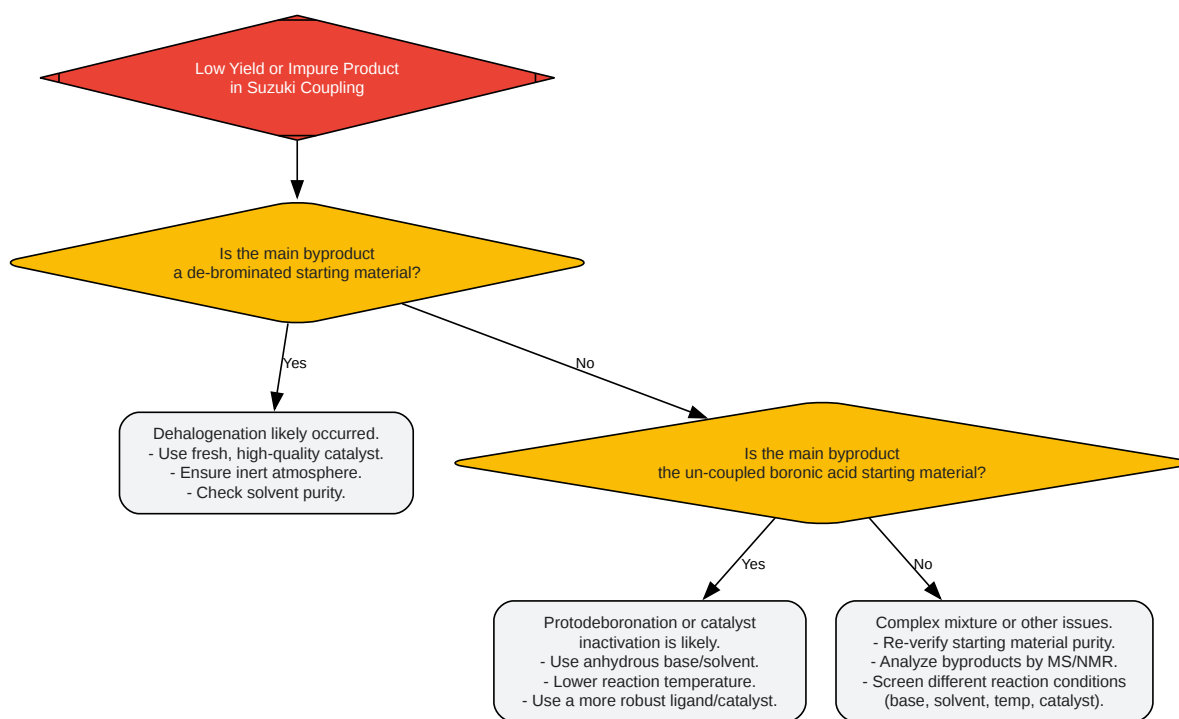 Low Yield or Impure Product
in Suzuki Coupling
Is the main byproduct
a de-brominated starting material?
Yes
No
Dehalogenation likely occurred.
- Use fresh, high-quality catalyst.
- Ensure inert atmosphere.
- Check solvent purity.
Is the main byproduct
the un-coupled boronic acid starting material?
Yes
No
Protodeboronation or catalyst
inactivation is likely.
- Use anhydrous base/solvent.
- Lower reaction temperature.
- Use a more robust ligand/catalyst.
Complex mixture or other issues.
- Re-verify starting material purity.
- Analyze byproducts by MS/NMR.
- Screen different reaction conditions
(base, solvent, temp, catalyst).